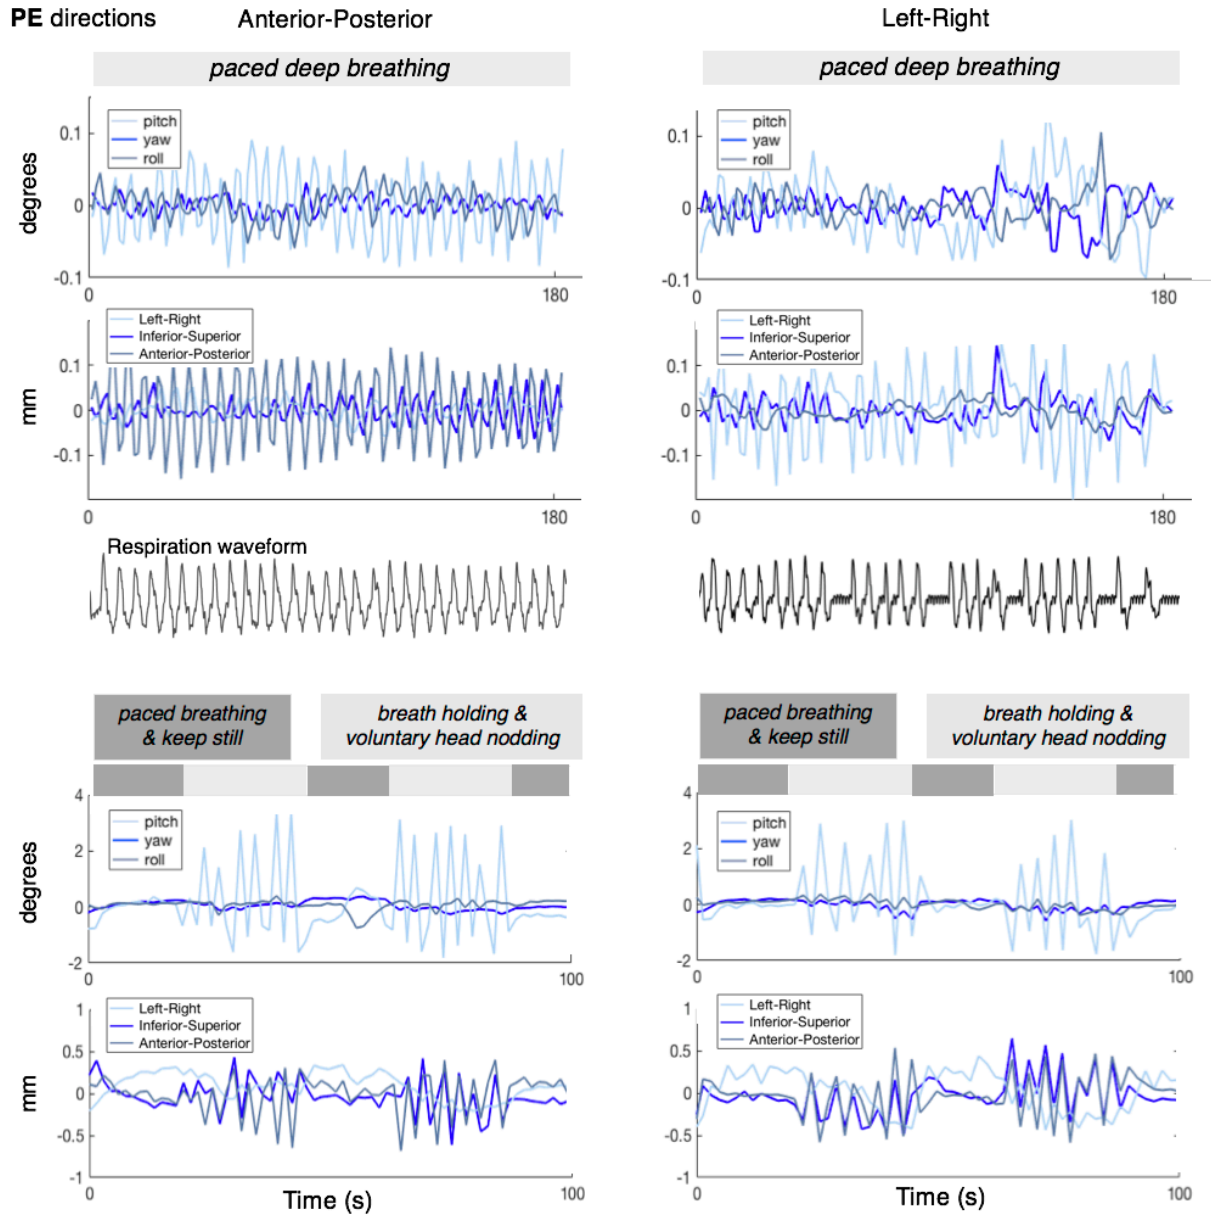 PE directions
Anterior-Posterior
Left-Right
paced deep breathing
paced deep breathing
degrees
0.1
0
-0.1
pitch
yaw
roll
0
180
0.1
0
-0.1
pitch
yaw
roll
0
180
mm
0.1
0
-0.1
Left-Right
Inferior-Superior
Anterior-Posterior
0
180
0.1
0
-0.1
Left-Right
Inferior-Superior
Anterior-Posterior
0
180
Respiration waveform
paced breathing
& keep still
breath holding &
voluntary head nodding
paced breathing
& keep still
breath holding &
voluntary head nodding
degrees
4
2
0
-2
pitch
yaw
roll
0
100
4
2
0
-2
pitch
yaw
roll
0
100
mm
1
0.5
0
-0.5
-1
Left-Right
Inferior-Superior
Anterior-Posterior
0
100
Time (s)
1
0.5
0
-0.5
-1
Left-Right
Inferior-Superior
Anterior-Posterior
0
100
Time (s)